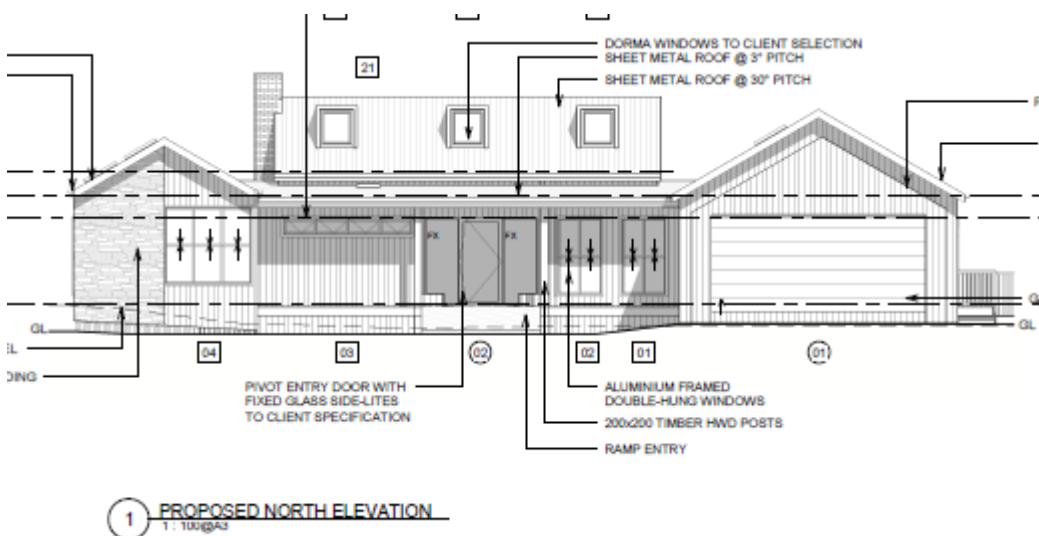 DORMA WINDOWS TO CLIENT SELECTION
SHEET METAL ROOF @ 3° PITCH
21
SHEET METAL ROOF @ 30° PITCH
FX
FX
GL
GL
EL
04
03
02
02
01
01
DING
PIVOT ENTRY DOOR WITH
FIXED GLASS SIDE-LITES
TO CLIENT SPECIFICATION
ALUMINIUM FRAMED
DOUBLE-HUNG WINDOWS
200x200 TIMBER HWD POSTS
RAMP ENTRY
1
PROPOSED NORTH ELEVATION
1 : 100@A3